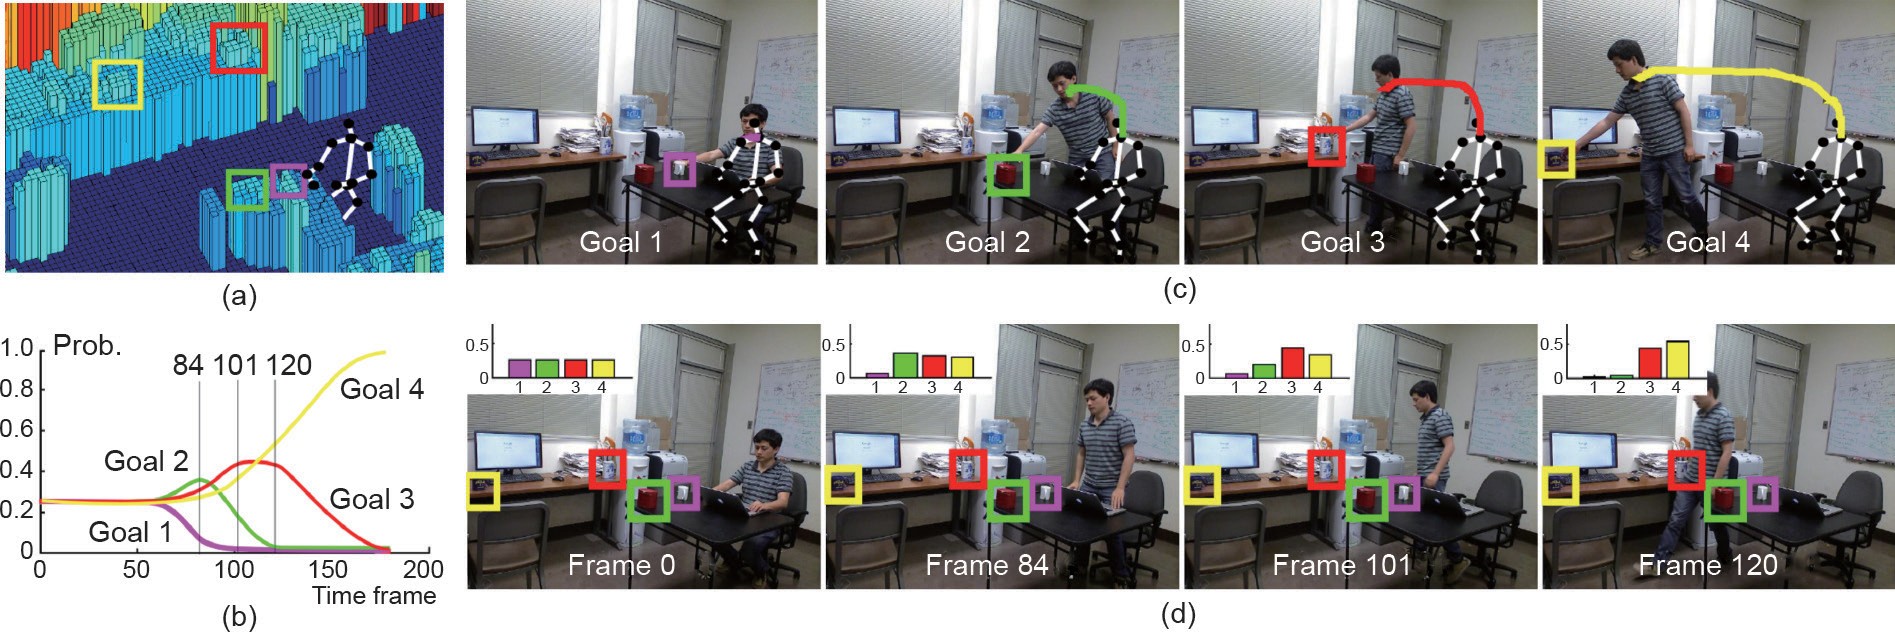 (a)
Goal 1
Goal 2
Goal 3
Goal 4
(c)
Prob.
84 101 120
1.0
0.8
0.6
0.4
0.2
0
Goal 4
Goal 2
Goal 3
Goal 1
0 50 100 150 200
Time frame
(b)
0.5
0
1 2 3 4
Frame 0
0.5
0
1 2 3 4
Frame 84
0.5
0
1 2 3 4
Frame 101
0.5
0
1 2 3 4
Frame 120
(d)